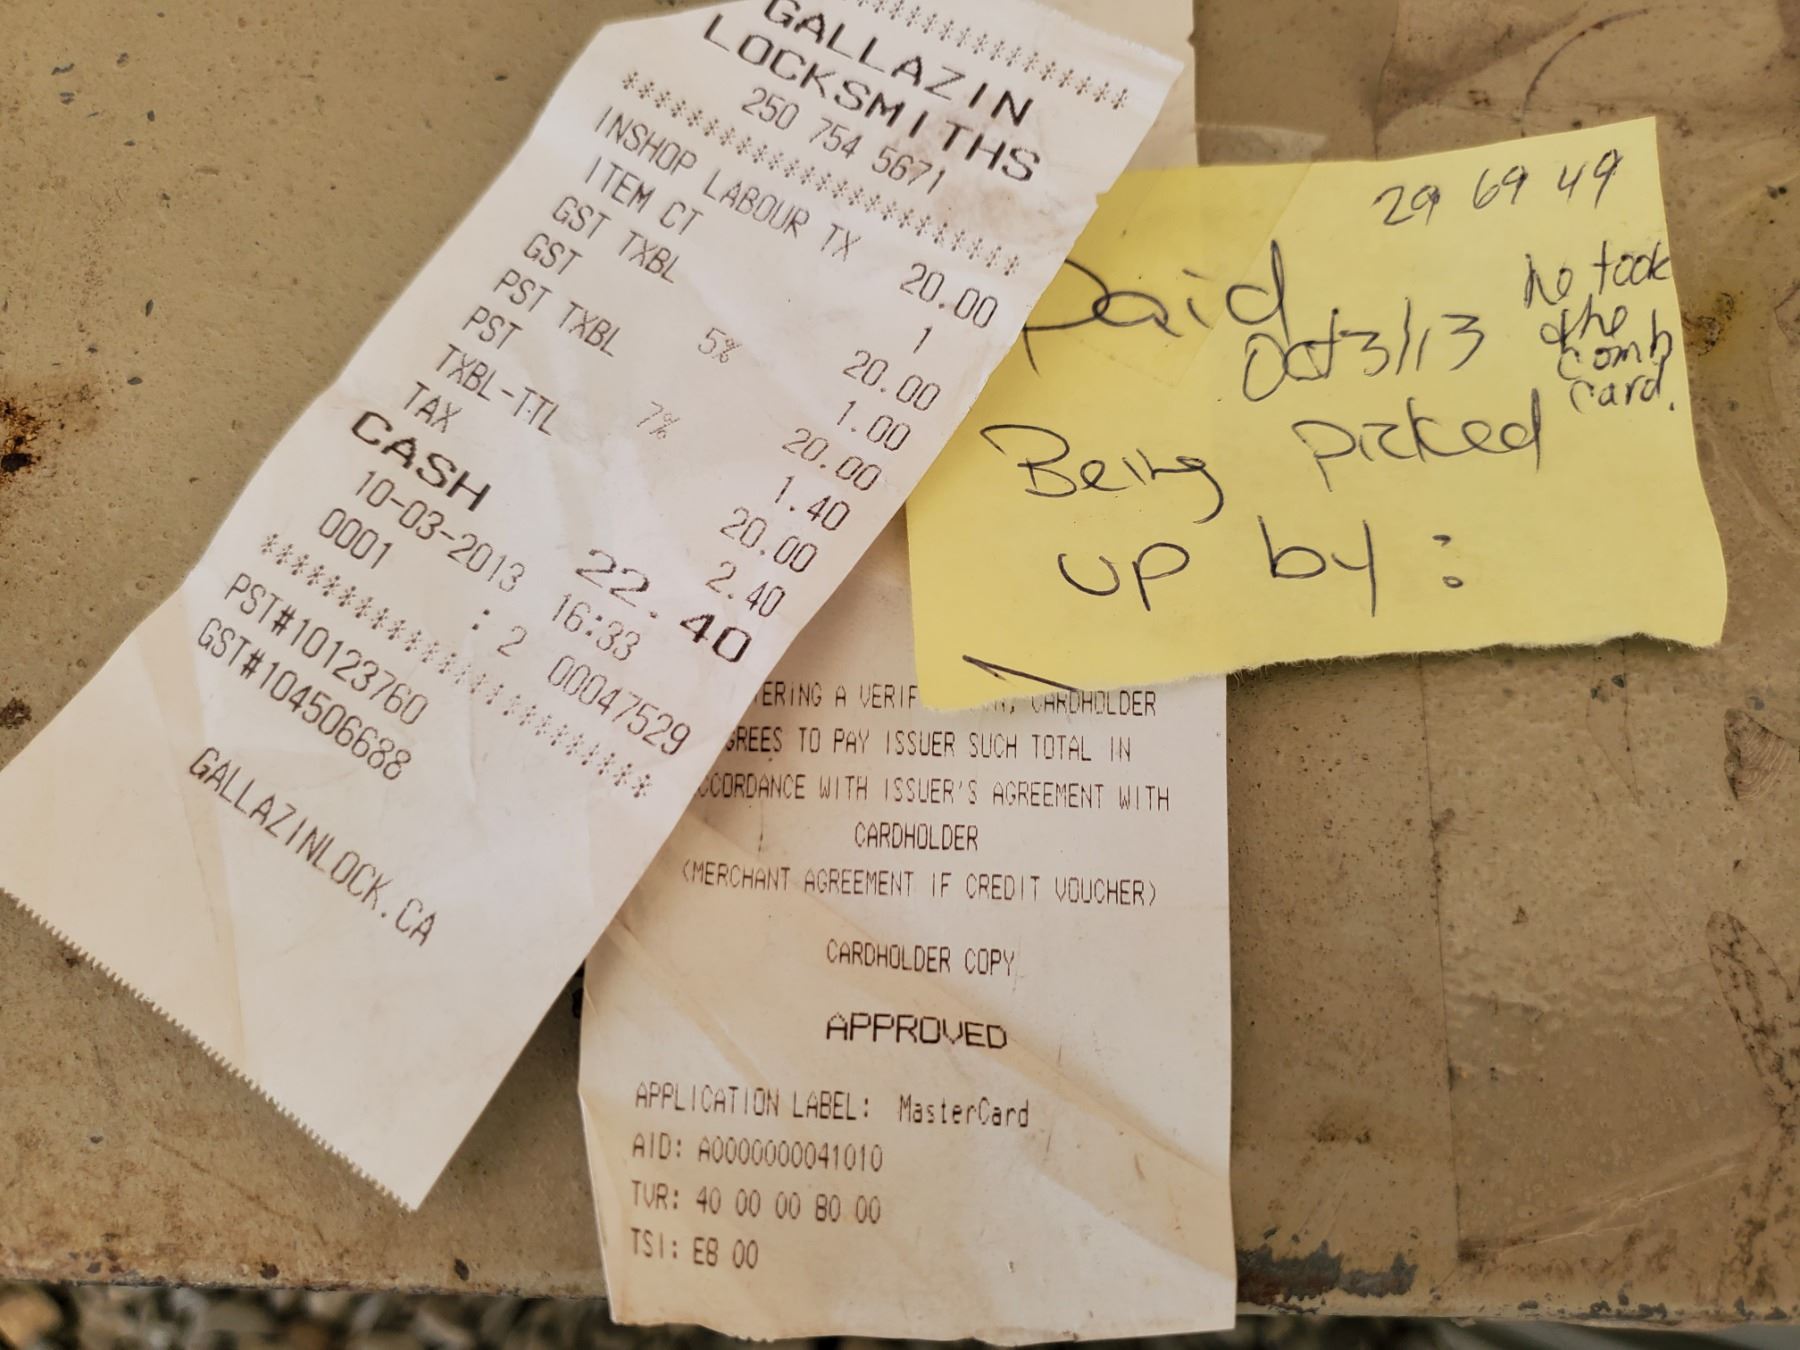 *****************************
GALLAZIN
LOCKSMITHS
250 754 5671
*****************************
INSHOP LABOUR TX 20.00
ITEM CT 1
GST TXBL 20.00
GST 5% 1.00
PST TXBL 20.00
PST 7% 1.40
TXBL-TTL 20.00
TAX 2.40
CASH 22.40
10-03-2013 16:33
0001 : 2 00047529
*****************************
PST#10123760
GST#104506688
GALLAZINLOCK.CA
29 69 49
Paid
Oct 3/13
he took
the
comb
card.
Being picked
up by:
CARDHOLDER
TO PAY ISSUER SUCH TOTAL IN
WITH ISSUER'S AGREEMENT WITH
CARDHOLDER
(MERCHANT AGREEMENT IF CREDIT VOUCHER)
CARDHOLDER COPY
APPROVED
APPLICATION LABEL: MasterCard
AID: A0000000041010
TVR: 40 00 00 80 00
TSI: E8 00